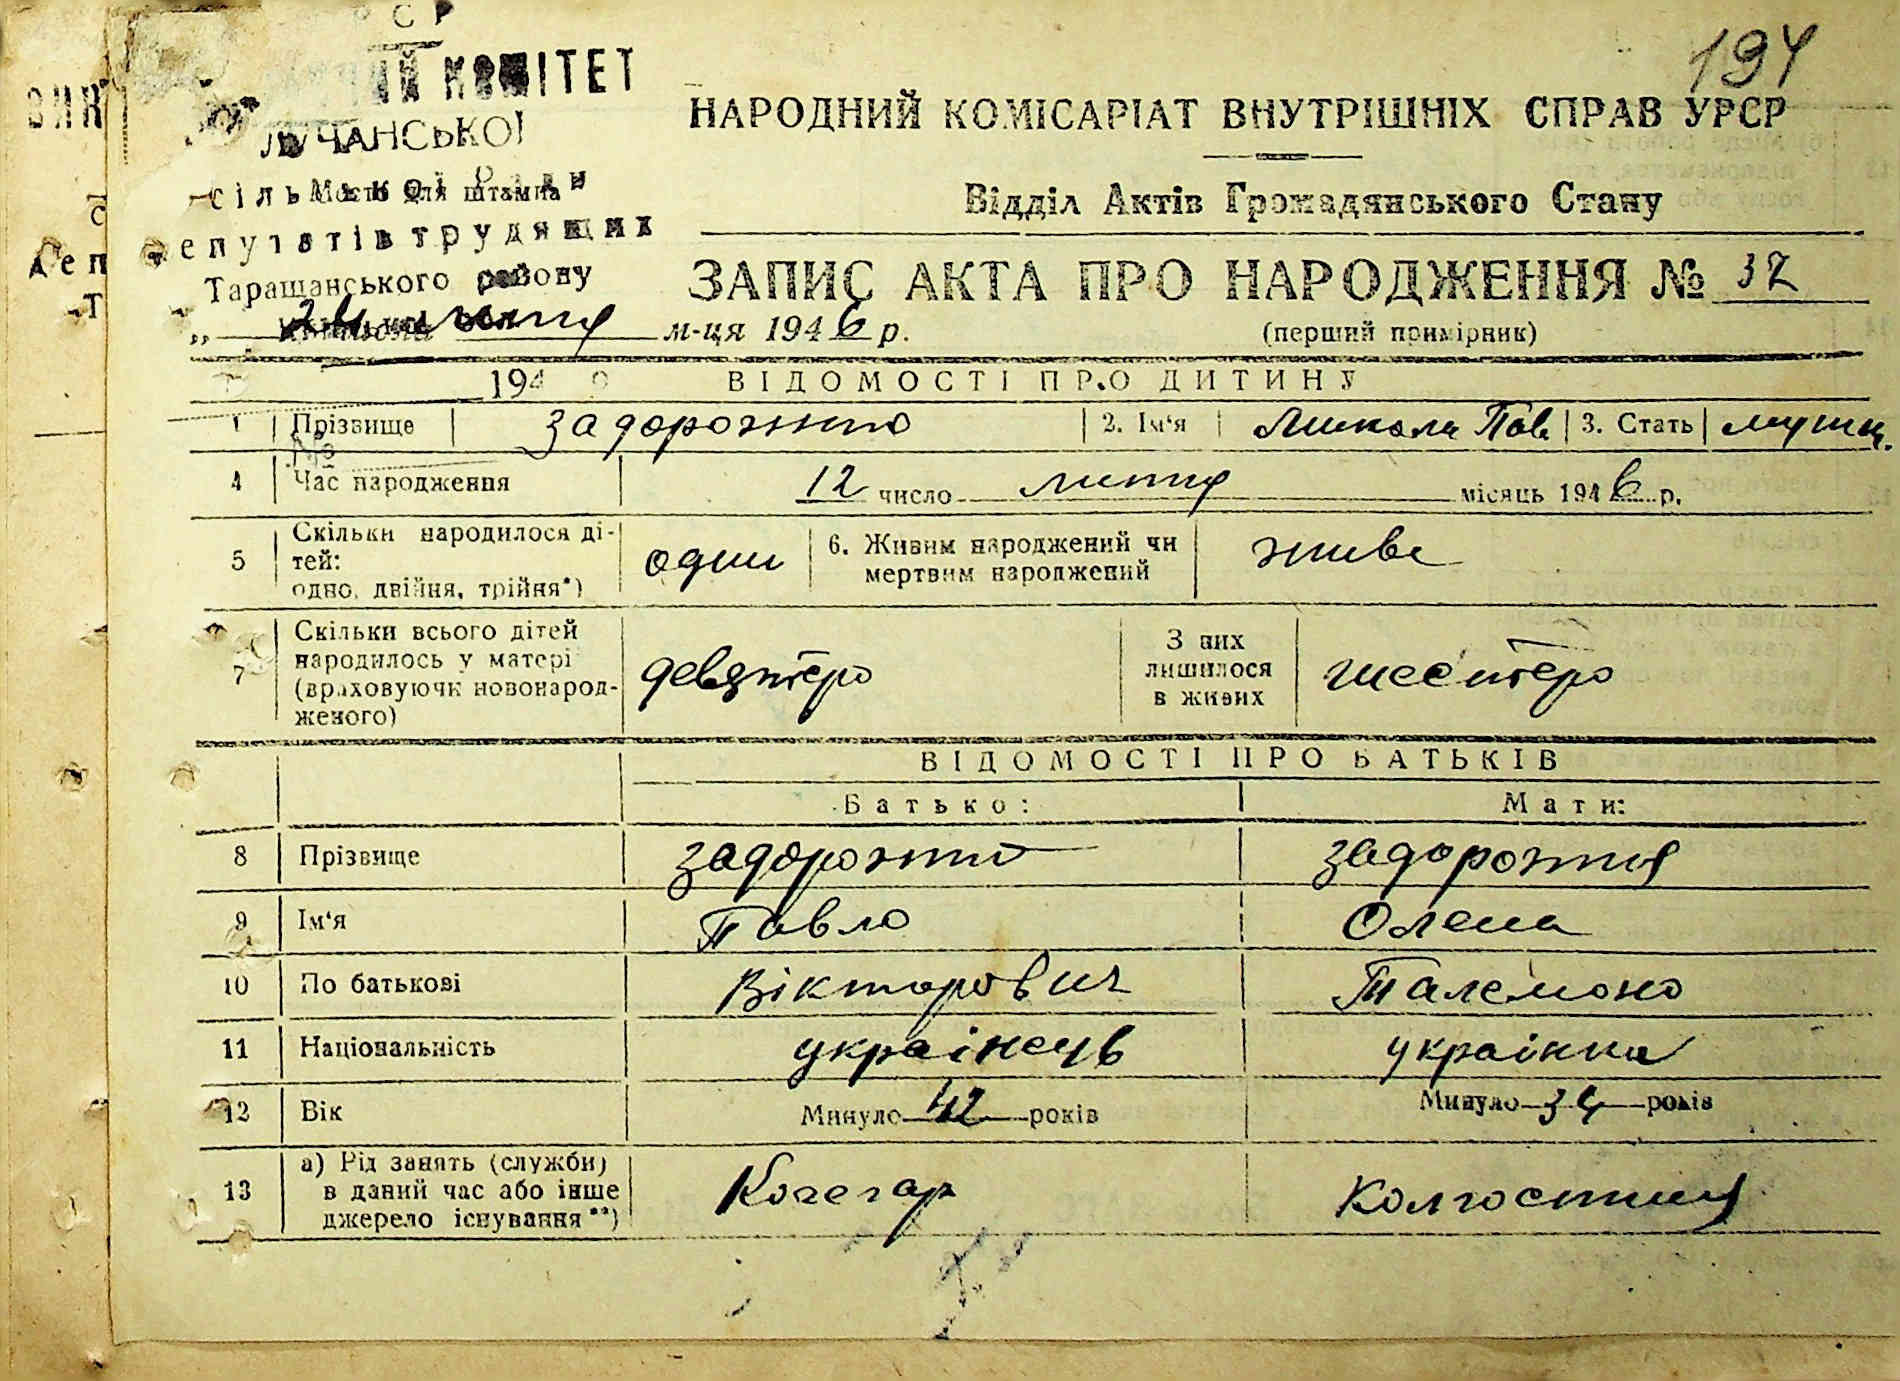 194
КОМІТЕТ
ЛУЧАНСЬКОЇ
Місце для штампа
сільської Ради
депутатів трудящих
Таращанського району
НАРОДНИЙ КОМІСАРІАТ ВНУТРІШНІХ СПРАВ УРСР
Відділ Актів Громадянського Стану
ЗАПИС АКТА ПРО НАРОДЖЕННЯ № 32
(перший примірник)
липня м-ця 1946 р.
194
ВІДОМОСТІ ПРО ДИТИНУ
1 Прізвище Задорожний 2. Ім'я Микола Пав 3. Стать мужч.
4 Час народження 12 число липня місяць 1946 р.
5 Скільки народилося дітей: одно, двійня, трійня*) один 6. Живим народжений чи мертвим народжений живе
7 Скільки всього дітей народилось у матері (враховуючи новонародженого) девятеро З них лишилося в живих шестеро
ВІДОМОСТІ ПРО БАТЬКІВ
Батько: Мати:
8 Прізвище Задорожний Задорожня
9 Ім'я Павло Олена
10 По батькові Вікторович
11 Національність українець українка
12 Вік Минуло 42 років Минуло 34 років
13 а) Рід занять (служби) в даний час або інше джерело існування**) Кочегар Колгоспниця